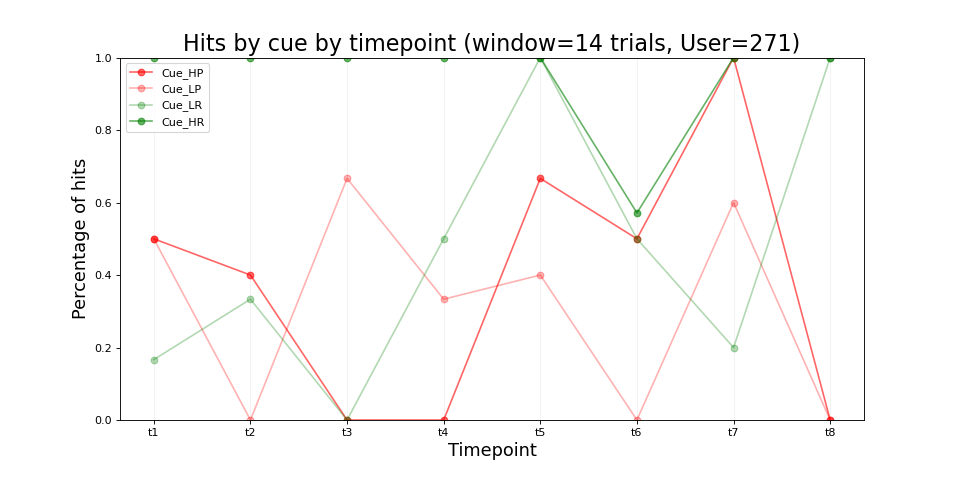 Hits by cue by timepoint (window=14 trials, User=271)
Cue_HP
Cue_LP
Cue_LR
Cue_HR
Percentage of hits
1.0
0.8
0.6
0.4
0.2
0.0
t1 t2 t3 t4 t5 t6 t7 t8
Timepoint